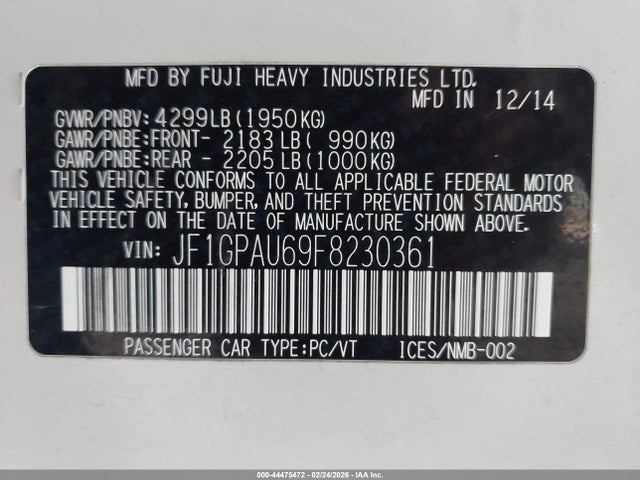 MFD BY FUJI HEAVY INDUSTRIES LTD.
MFD IN 12/14
GVWR/PNBV: 4299LB(1950KG)
GAWR/PNBE:FRONT- 2183LB( 990KG)
GAWR/PNBE:REAR - 2205LB(1000KG)
THIS VEHICLE CONFORMS TO ALL APPLICABLE FEDERAL MOTOR
VEHICLE SAFETY, BUMPER, AND THEFT PREVENTION STANDARDS
IN EFFECT ON THE DATE OF MANUFACTURE SHOWN ABOVE.
VIN: JF1GPAU69F8230361
PASSENGER CAR TYPE:PC/VT ICES/NMB-002
000-44475472 - 02/24/2026 - IAAI.com